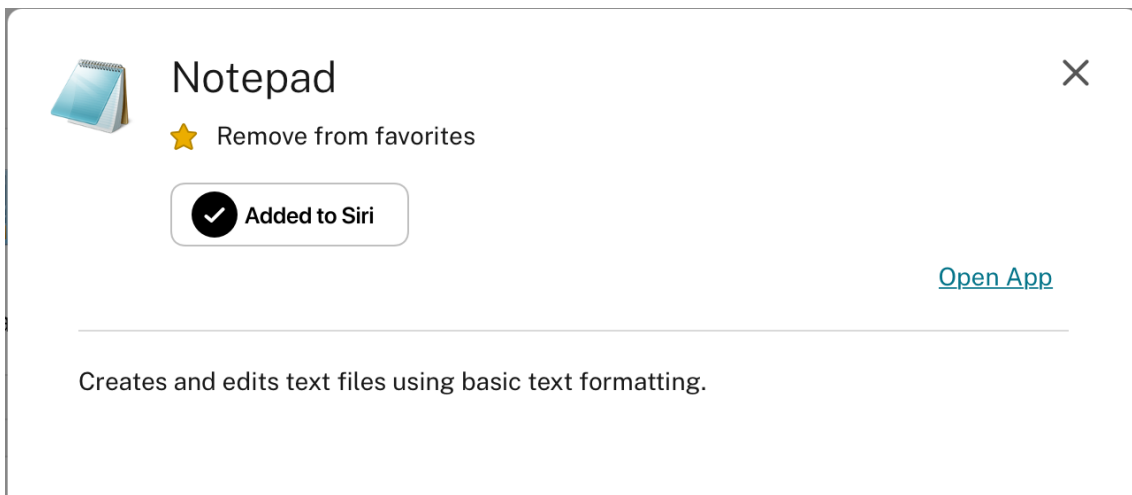 Notepad
Remove from favorites
Added to Siri
Open App
Creates and edits text files using basic text formatting.